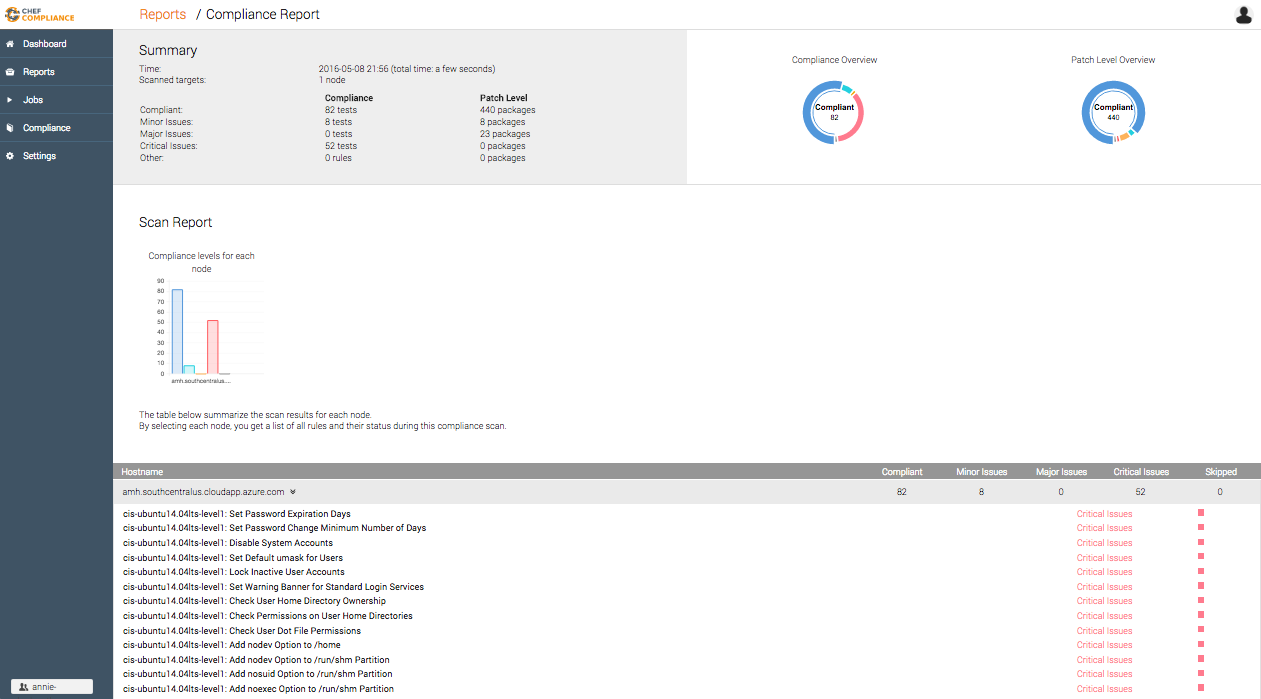 CHEF
COMPLIANCE
Reports / Compliance Report
Dashboard
Reports
Jobs
Compliance
Settings
annie-
Summary
Time: 2016-05-08 21:56 (total time: a few seconds)
Scanned targets: 1 node
Compliance Patch Level
Compliant: 82 tests 440 packages
Minor Issues: 8 tests 8 packages
Major Issues: 0 tests 23 packages
Critical Issues: 52 tests 0 packages
Other: 0 rules 0 packages
Compliance Overview
Compliant
82
Patch Level Overview
Compliant
440
Scan Report
Compliance levels for each
node
90
80
70
60
50
40
30
20
10
0
amh.southcentralus....
The table below summarize the scan results for each node.
By selecting each node, you get a list of all rules and their status during this compliance scan.
Hostname Compliant Minor Issues Major Issues Critical Issues Skipped
amh.southcentralus.cloudapp.azure.com 82 8 0 52 0
cis-ubuntu14.04lts-level1: Set Password Expiration Days Critical Issues
cis-ubuntu14.04lts-level1: Set Password Change Minimum Number of Days Critical Issues
cis-ubuntu14.04lts-level1: Disable System Accounts Critical Issues
cis-ubuntu14.04lts-level1: Set Default umask for Users Critical Issues
cis-ubuntu14.04lts-level1: Lock Inactive User Accounts Critical Issues
cis-ubuntu14.04lts-level1: Set Warning Banner for Standard Login Services Critical Issues
cis-ubuntu14.04lts-level1: Check User Home Directory Ownership Critical Issues
cis-ubuntu14.04lts-level1: Check Permissions on User Home Directories Critical Issues
cis-ubuntu14.04lts-level1: Check User Dot File Permissions Critical Issues
cis-ubuntu14.04lts-level1: Add nodev Option to /home Critical Issues
cis-ubuntu14.04lts-level1: Add nodev Option to /run/shm Partition Critical Issues
cis-ubuntu14.04lts-level1: Add nosuid Option to /run/shm Partition Critical Issues
cis-ubuntu14.04lts-level1: Add noexec Option to /run/shm Partition Critical Issues